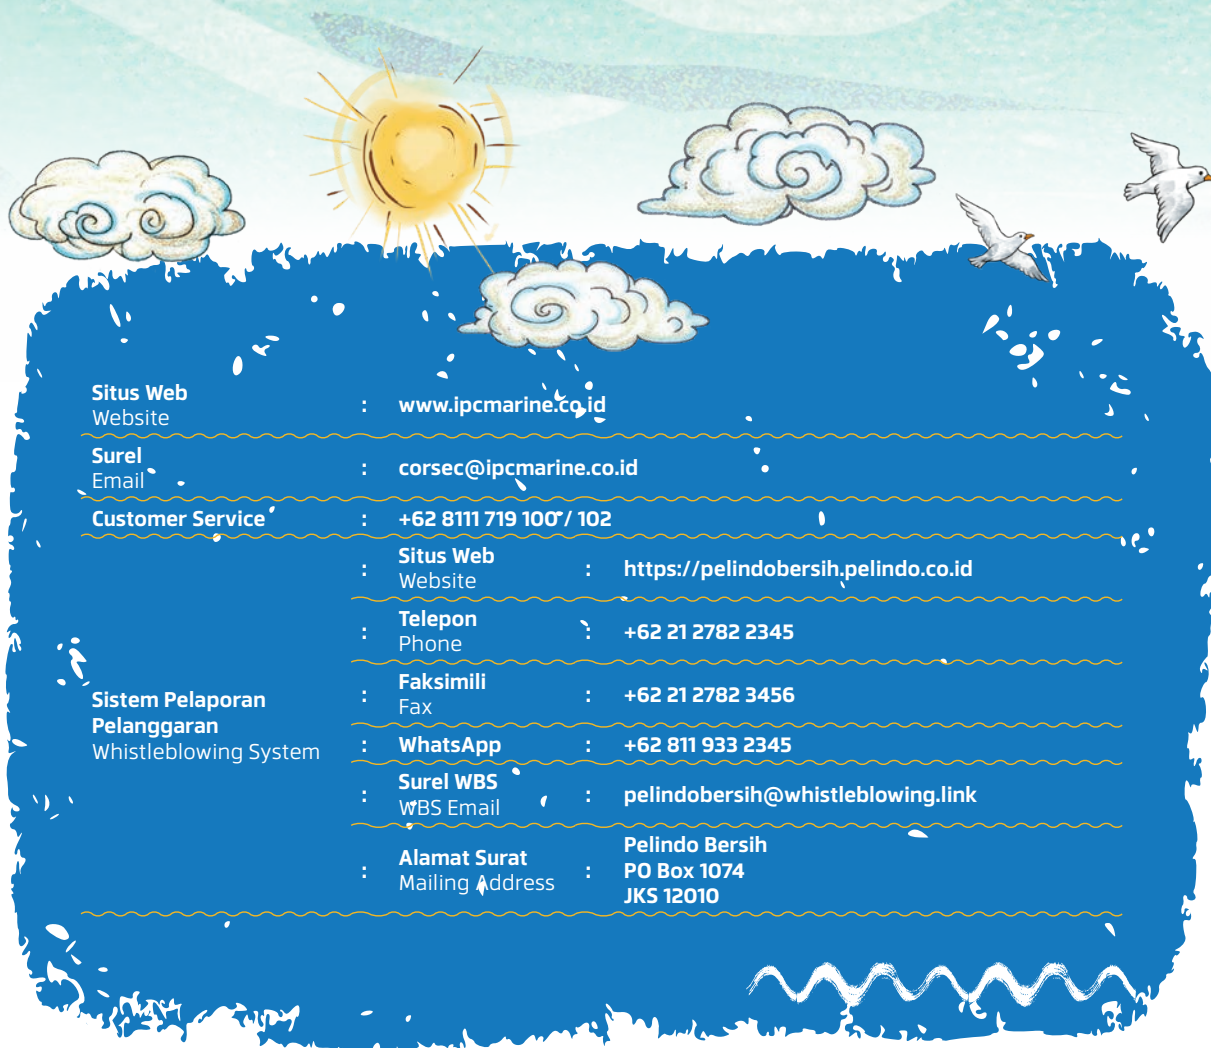 Situs Web
Website
: www.ipcmarine.co.id
Surel
Email
: corsec@ipcmarine.co.id
Customer Service : +62 8111 719 100 / 102
Sistem Pelaporan
Pelanggaran
Whistleblowing System
: Situs Web
Website
: https://pelindobersih.pelindo.co.id
: Telepon
Phone
: +62 21 2782 2345
: Faksimili
Fax
: +62 21 2782 3456
: WhatsApp : +62 811 933 2345
: Surel WBS
WBS Email
: pelindobersih@whistleblowing.link
: Alamat Surat
Mailing Address
: Pelindo Bersih
PO Box 1074
JKS 12010